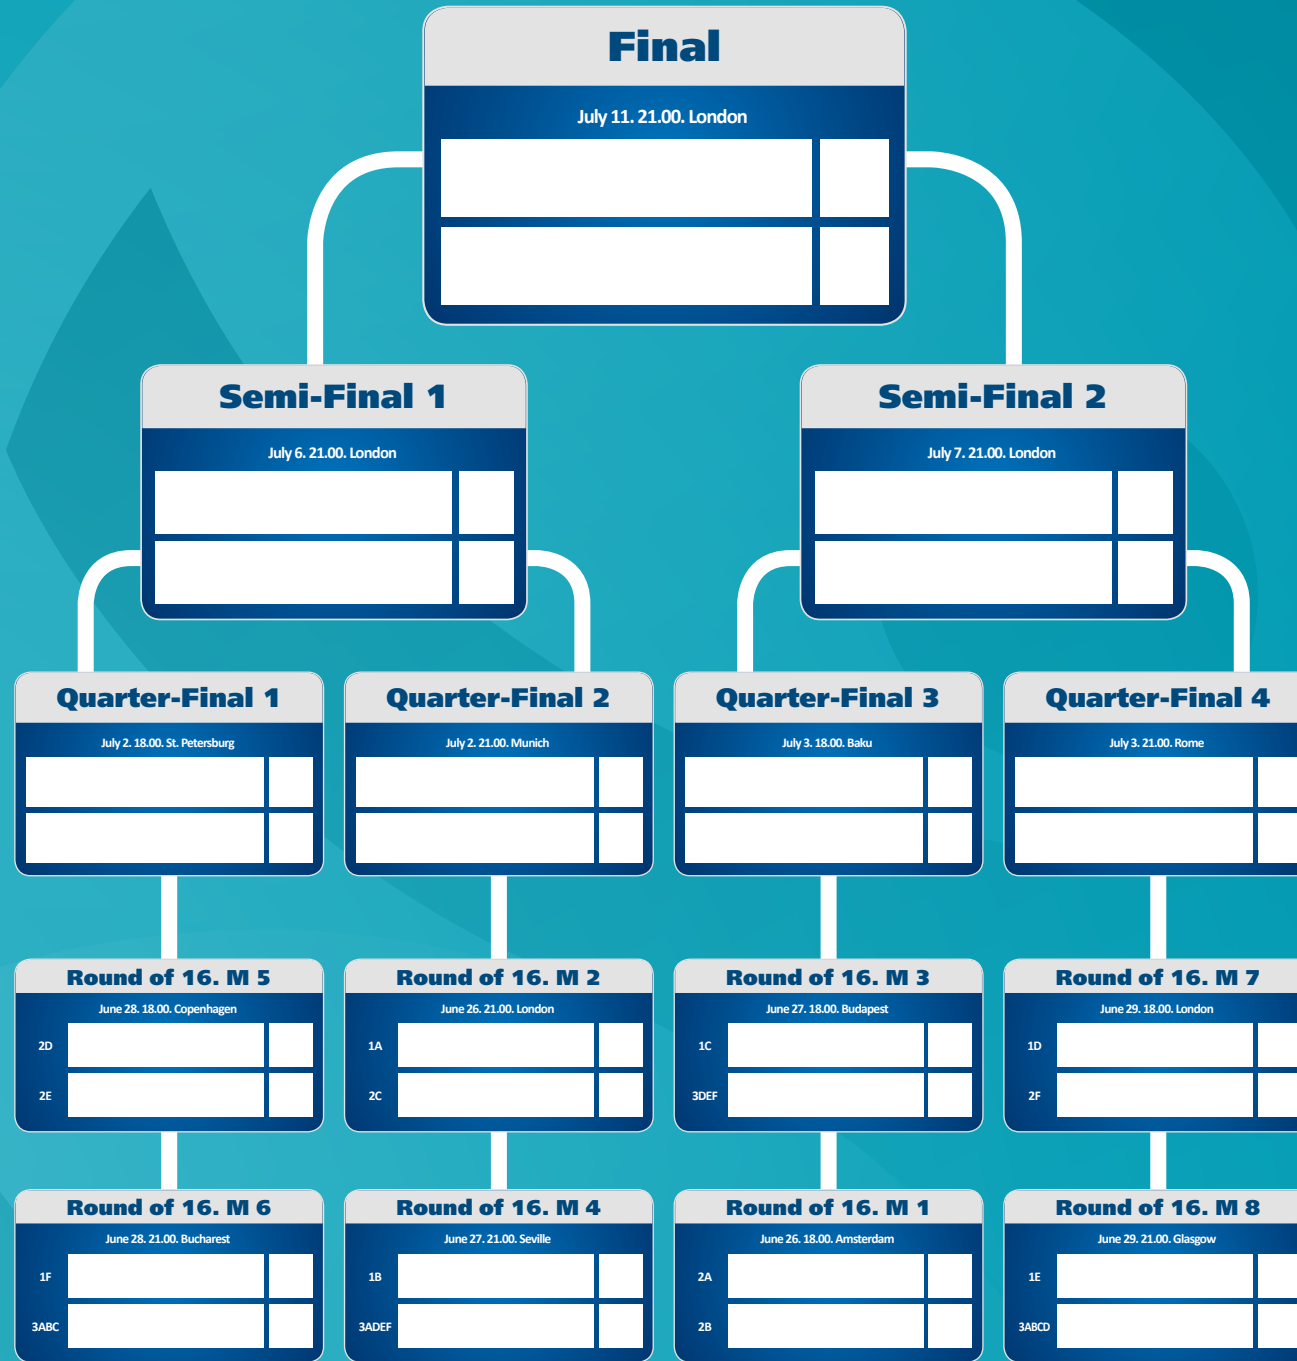 Final
July 11. 21.00. London
Semi-Final 1
July 6. 21.00. London
Semi-Final 2
July 7. 21.00. London
Quarter-Final 1
July 2. 18.00. St. Petersburg
Quarter-Final 2
July 2. 21.00. Munich
Quarter-Final 3
July 3. 18.00. Baku
Quarter-Final 4
July 3. 21.00. Rome
Round of 16. M 5
June 28. 18.00. Copenhagen
2D
2E
Round of 16. M 2
June 26. 21.00. London
1A
2C
Round of 16. M 3
June 27. 18.00. Budapest
1C
3DEF
Round of 16. M 7
June 29. 18.00. London
1D
2F
Round of 16. M 6
June 28. 21.00. Bucharest
1F
3ABC
Round of 16. M 4
June 27. 21.00. Seville
1B
3ADEF
Round of 16. M 1
June 26. 18.00. Amsterdam
2A
2B
Round of 16. M 8
June 29. 21.00. Glasgow
1E
3ABCD